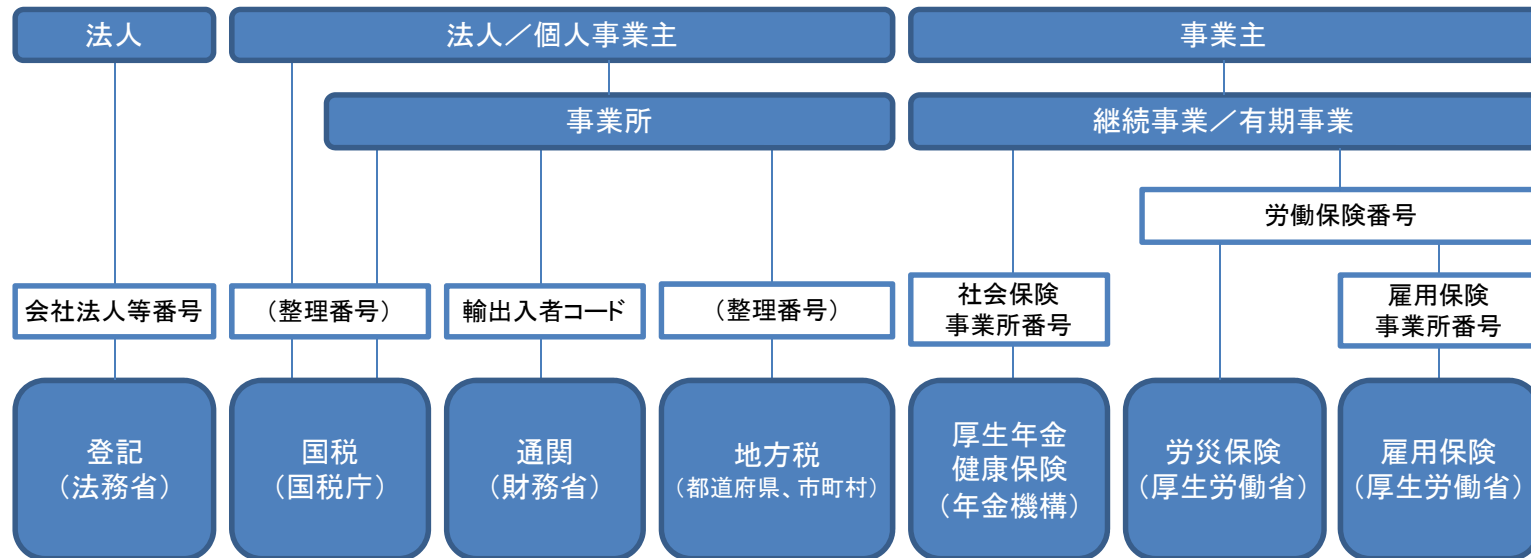 法人
法人／個人事業主
事業主
事業所
継続事業／有期事業
労働保険番号
会社法人等番号
（整理番号）
輸出入者コード
（整理番号）
社会保険
事業所番号
雇用保険
事業所番号
登記
（法務省）
国税
（国税庁）
通関
（財務省）
地方税
（都道府県、市町村）
厚生年金
健康保険
（年金機構）
労災保険
（厚生労働省）
雇用保険
（厚生労働省）